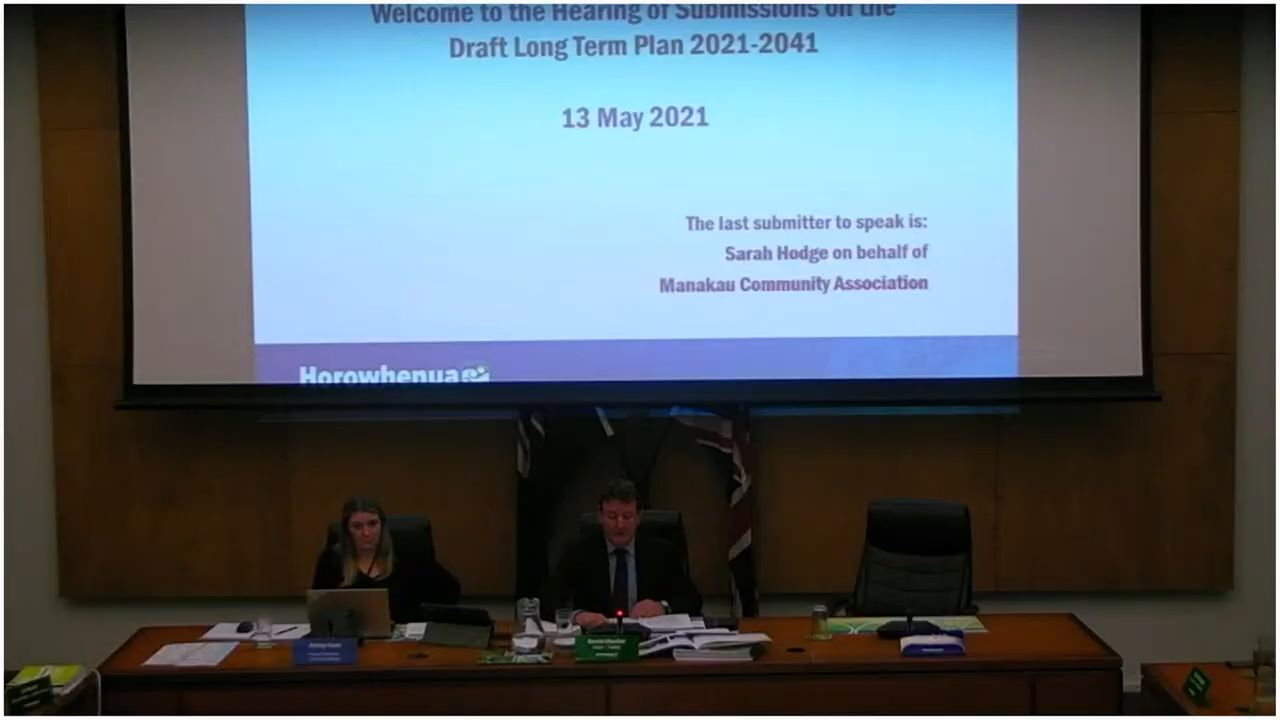 Welcome to the Hearing of Submissions on the
Draft Long Term Plan 2021-2041
13 May 2021
The last submitter to speak is:
Sarah Hodge on behalf of
Manakau Community Association
Horowhenua